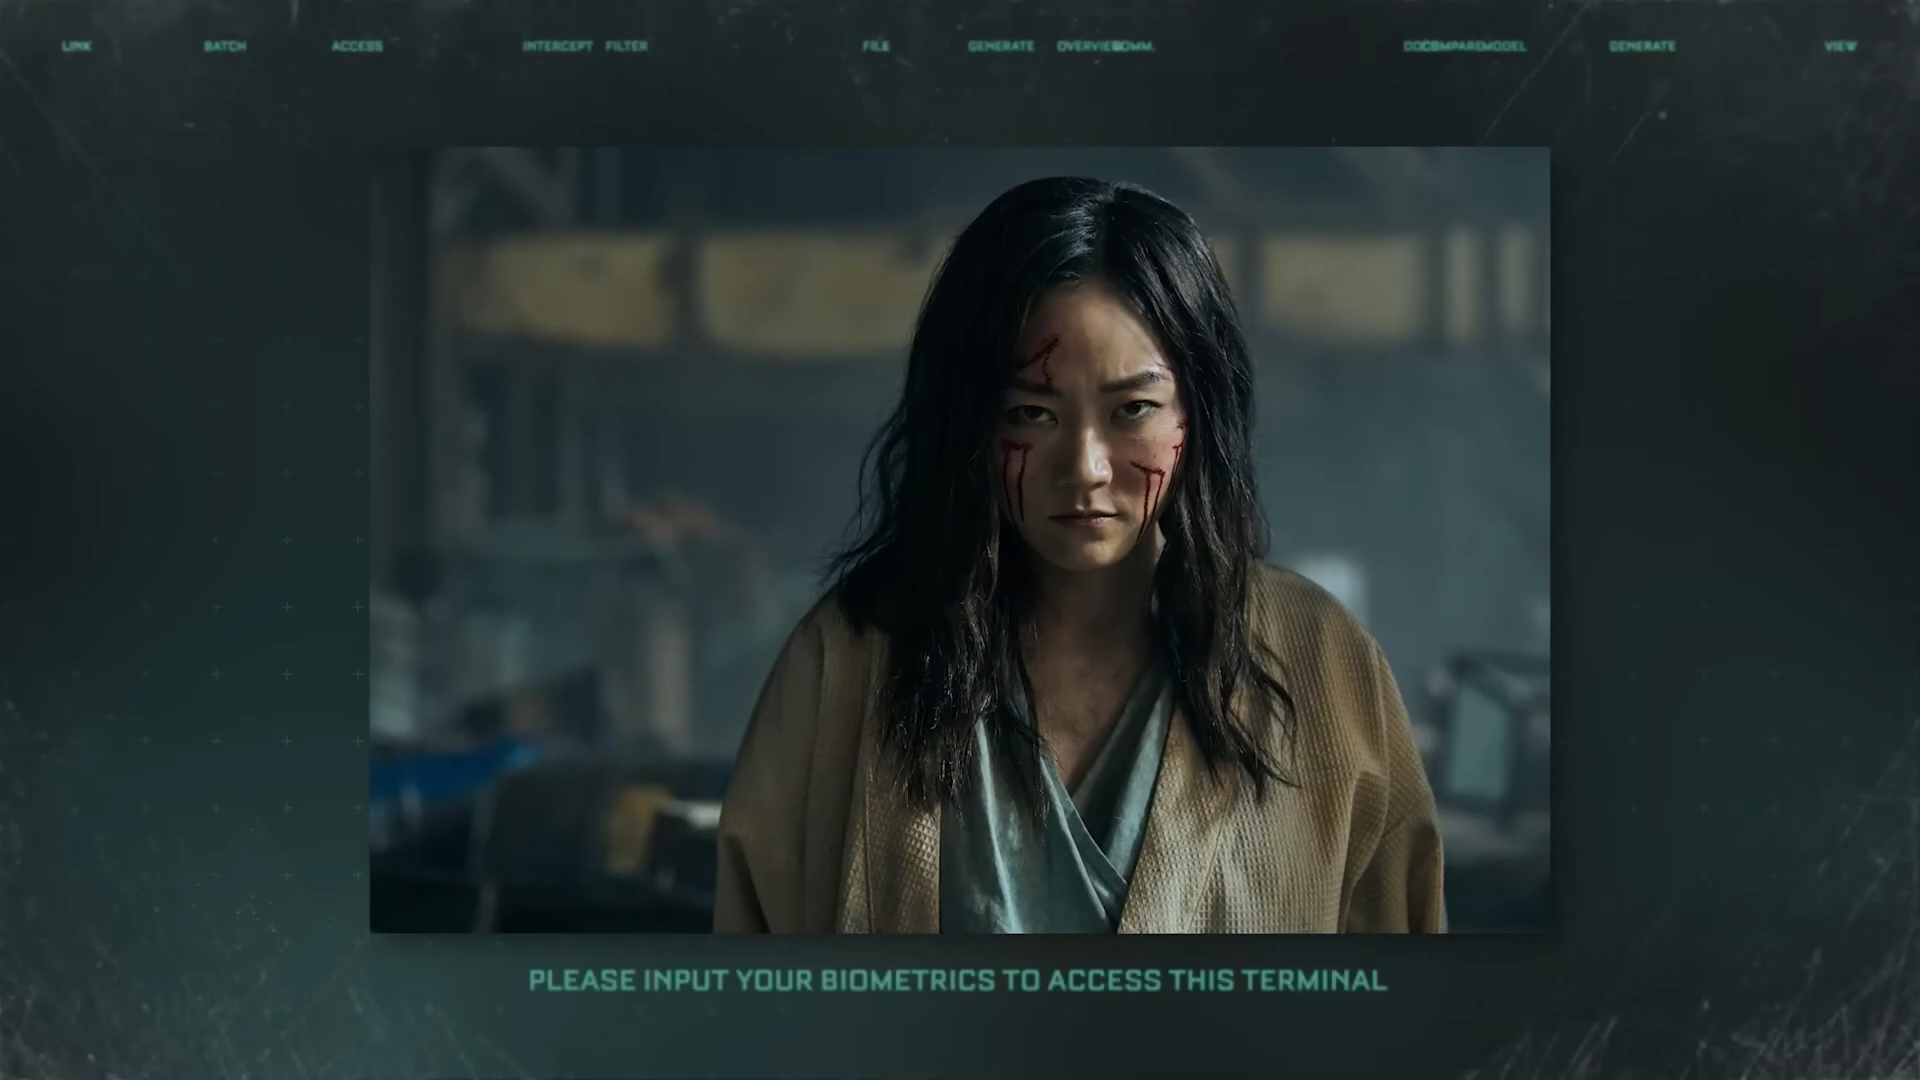 LINK BATCH ACCESS INTERCEPT FILTER FILE GENERATE GENERATE VIEW
PLEASE INPUT YOUR BIOMETRICS TO ACCESS THIS TERMINAL